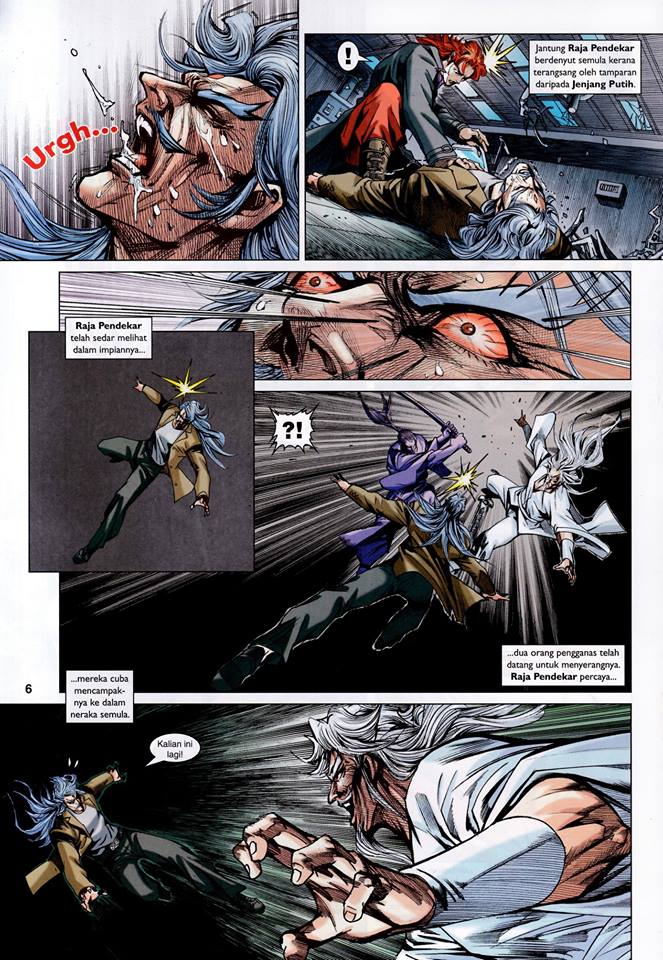 Urgh...
!
Jantung Raja Pendekar
berdenyut semula kerana
terangsang oleh tamparan
daripada Jenjang Putih.
Raja Pendekar
telah sedar melihat
dalam impiannya...
?!
...dua orang pengganas telah
datang untuk menyerangnya.
Raja Pendekar percaya...
6
...mereka cuba
mencampak-
nya ke dalam
neraka semula.
Kalian ini
lagi!